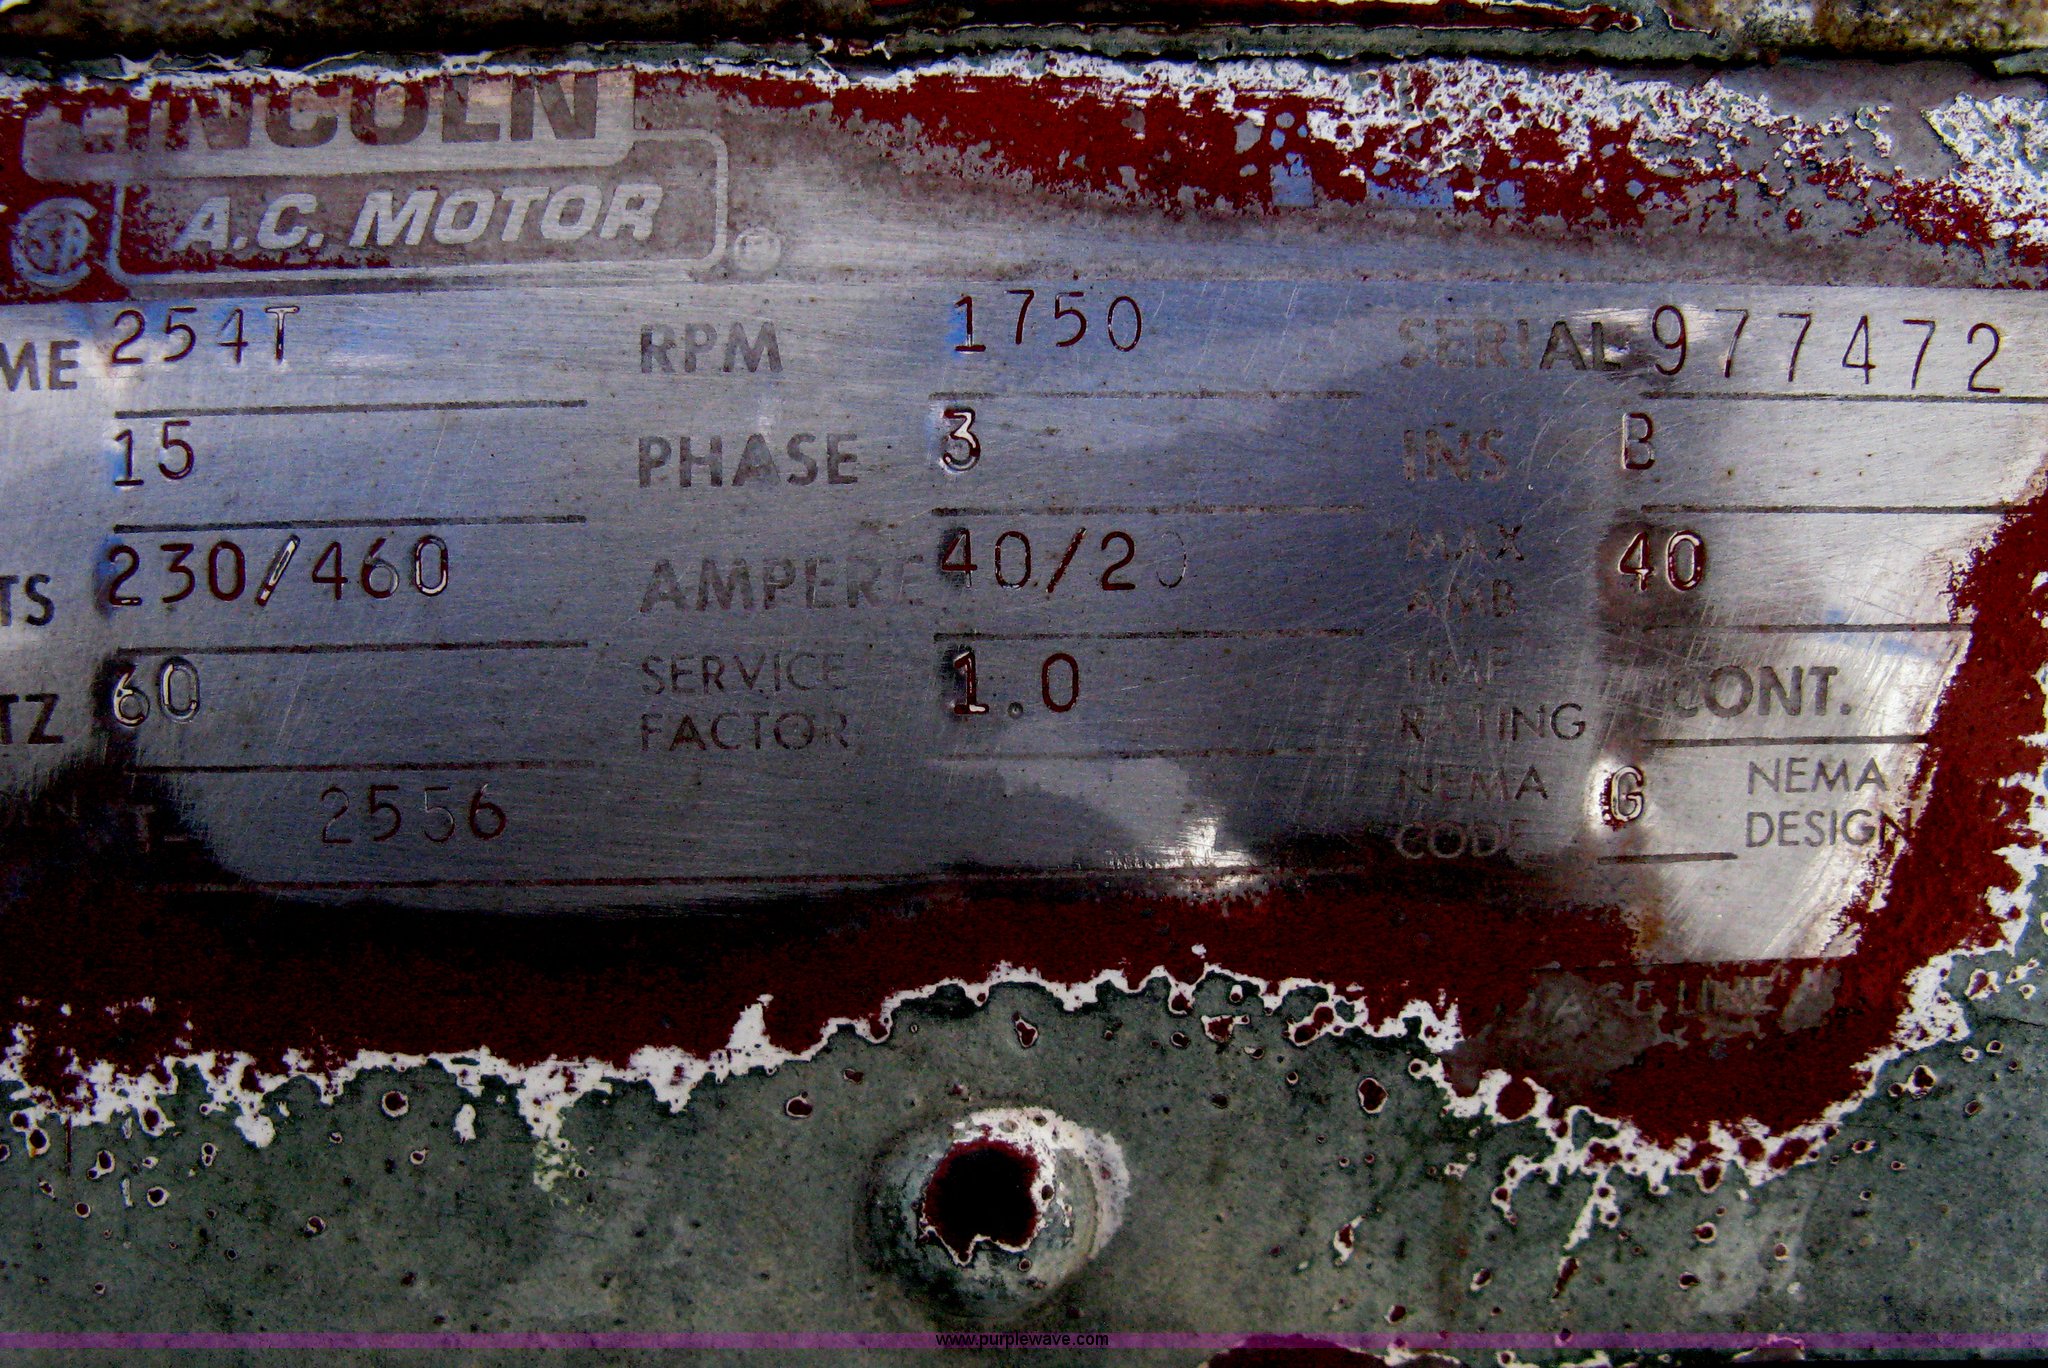 LINCOLN
A.C. MOTOR
SA
®
ME 254T RPM 1750 SERIAL 977472
15 PHASE 3 INS B
TS 230/460 AMPERE 40/20 MAX AMB 40
TZ 60 SERVICE FACTOR 1.0 TIME RATING CONT.
2556 NEMA CODE G NEMA DESIGN
www.purplewave.com